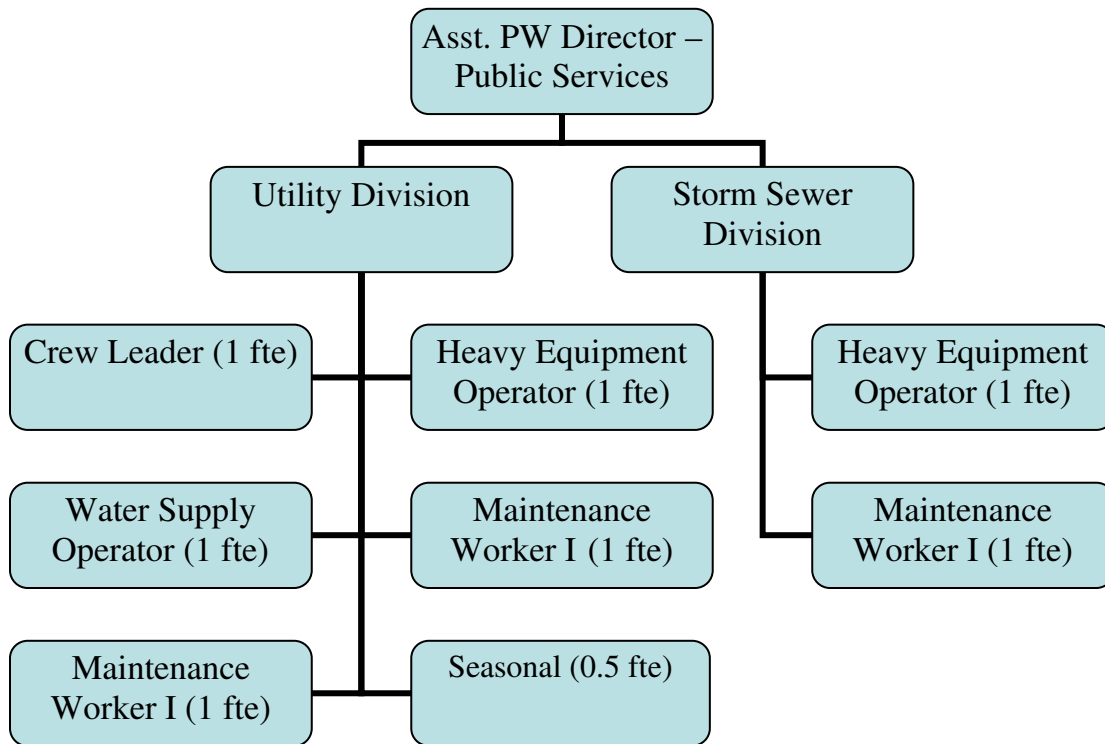 Asst. PW Director –
Public Services
Utility Division
Storm Sewer
Division
Crew Leader (1 fte)
Heavy Equipment
Operator (1 fte)
Heavy Equipment
Operator (1 fte)
Water Supply
Operator (1 fte)
Maintenance
Worker I (1 fte)
Maintenance
Worker I (1 fte)
Maintenance
Worker I (1 fte)
Seasonal (0.5 fte)